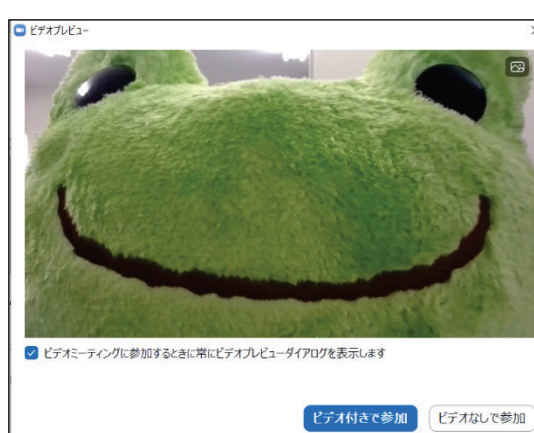 ビデオプレビュー
ビデオミーティングに参加するときに常にビデオプレビューダイアログを表示します
ビデオ付きで参加
ビデオなしで参加